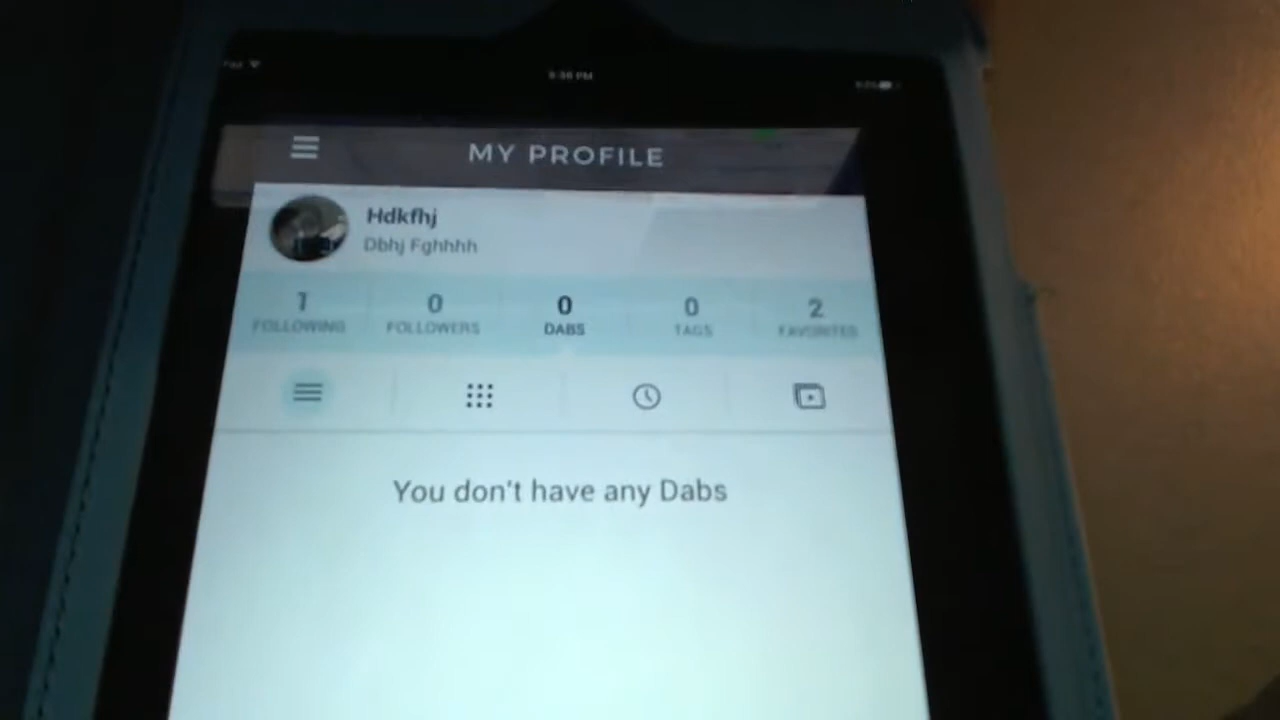 MY PROFILE
Hdkfhj
Dbhj Fghhhh
1 0 0 0 2
FOLLOWING FOLLOWERS DABS TAGS FAVORITES
You don't have any Dabs